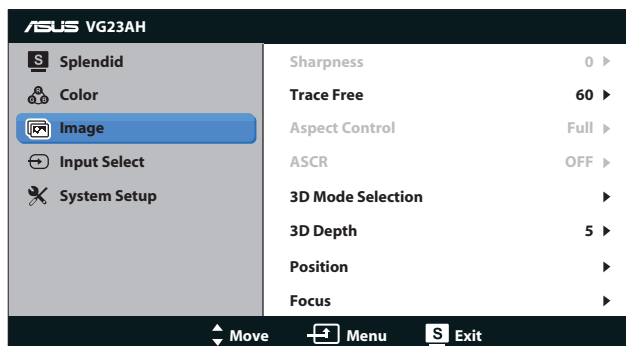 ASUS VG23AH
S Splendid
Color
Image
Input Select
System Setup
Sharpness 0
Trace Free 60
Aspect Control Full
ASCR OFF
3D Mode Selection
3D Depth 5
Position
Focus
Move Menu S Exit